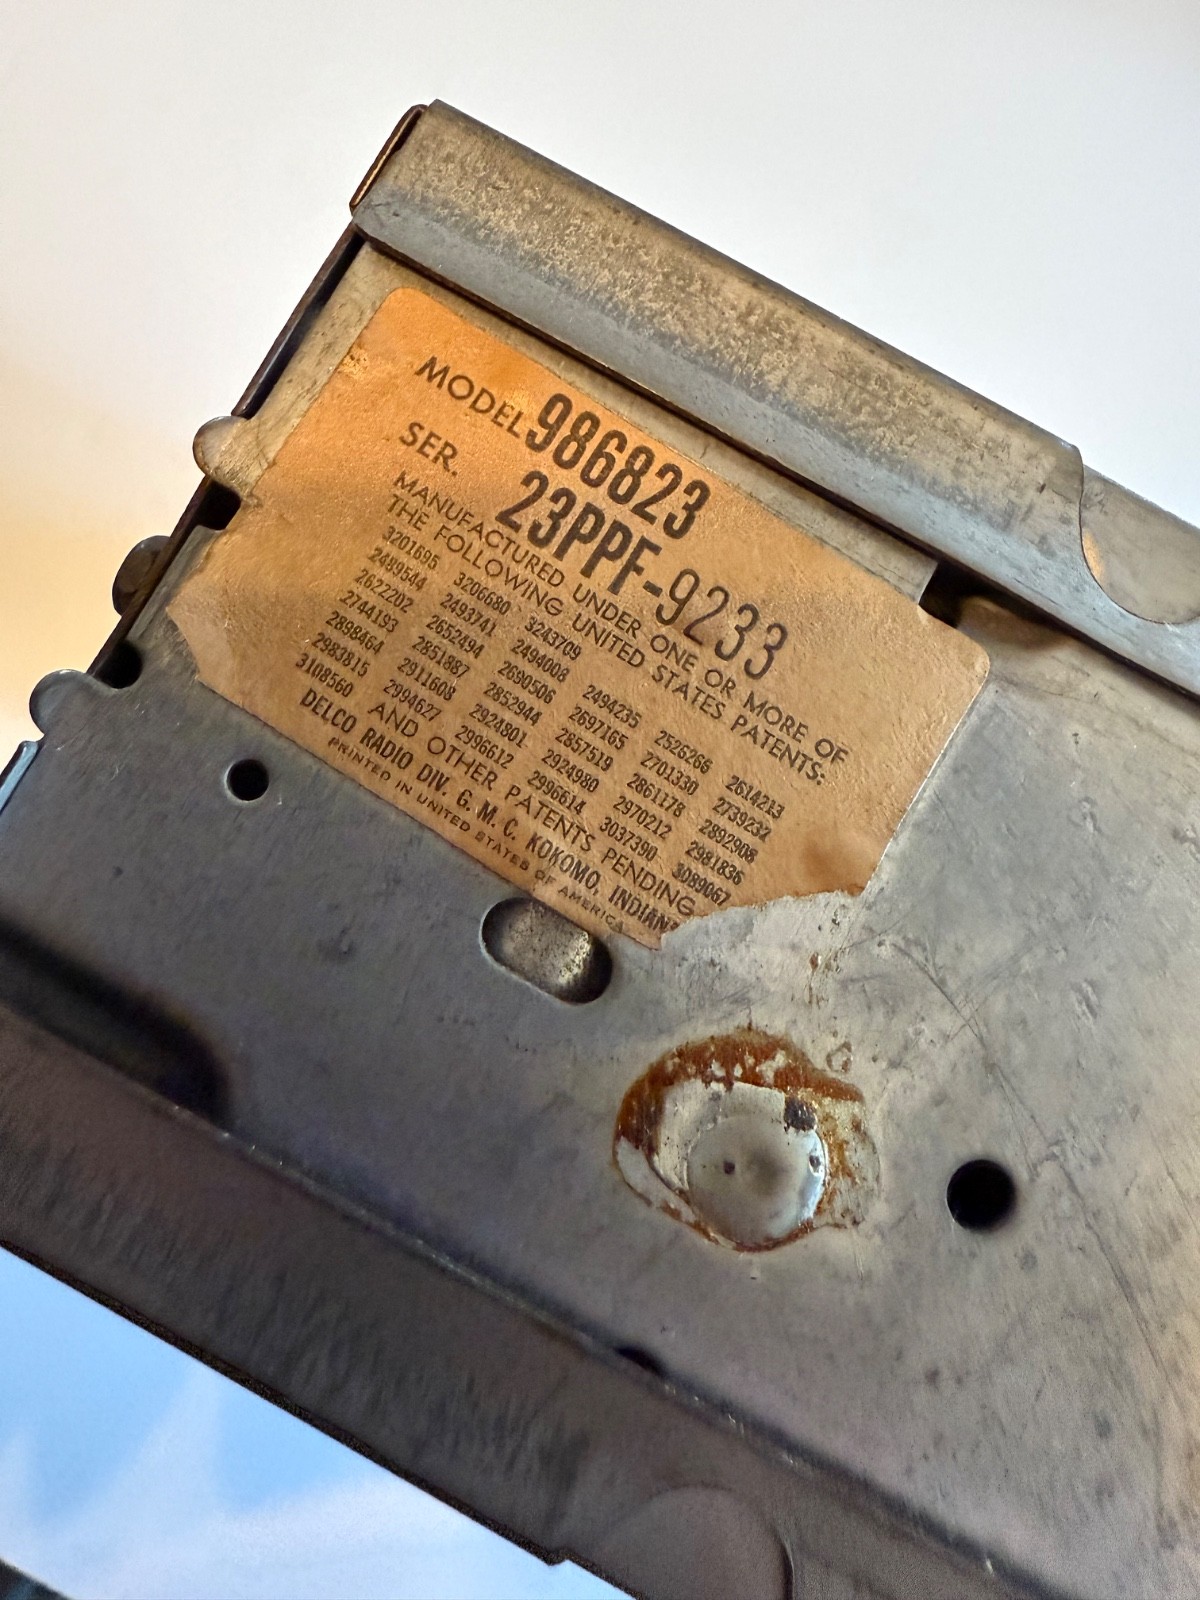 MODEL 986823
SER. 23PPF-9233
MANUFACTURED UNDER ONE OR MORE OF
THE FOLLOWING UNITED STATES PATENTS:
3201695 3206680 3243709
2489544 2493741 2494008 2494235 2526266 2614213
2622202 2652494 2690506 2697165 2701330 2739232
2744193 2851887 2852944 2857519 2861178 2892908
2898464 2911608 2924801 2924980 2970212 2981836
2983815 2994627 2996612 2996614 3037390 3089067
3108560 AND OTHER PATENTS PENDING
DELCO RADIO DIV. G. M. C. KOKOMO, INDIAN
PRINTED IN UNITED STATES OF AMERICA